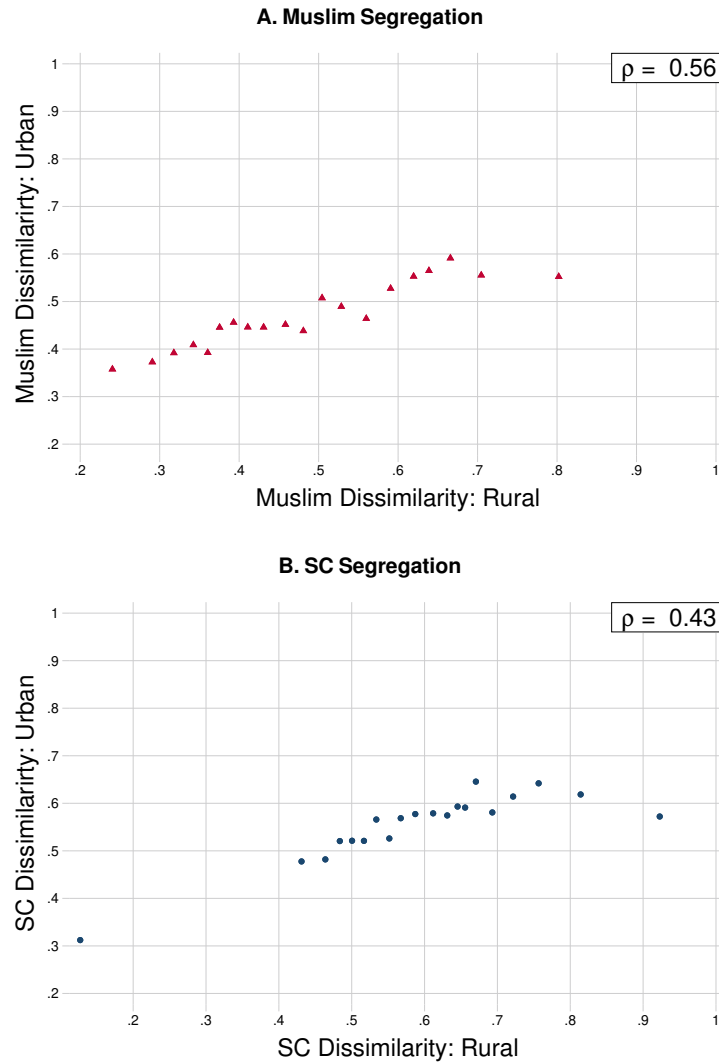 A. Muslim Segregation
ρ = 0.56
Muslim Dissimilarirty: Urban
1
.9
.8
.7
.6
.5
.4
.3
.2
.2 .3 .4 .5 .6 .7 .8 .9 1
Muslim Dissimilarity: Rural
B. SC Segregation
ρ = 0.43
SC Dissimilarirty: Urban
1
.9
.8
.7
.6
.5
.4
.3
.2
.2 .3 .4 .5 .6 .7 .8 .9 1
SC Dissimilarity: Rural